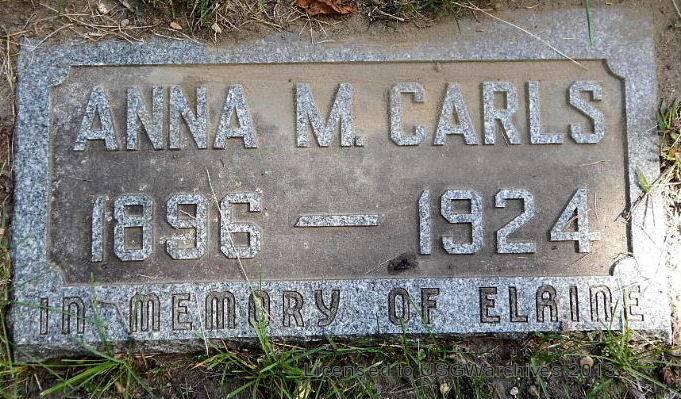 ANNA M. CARLS
1896 — 1924
IN MEMORY OF ELAINE
Licensed to USGWarchives 2013